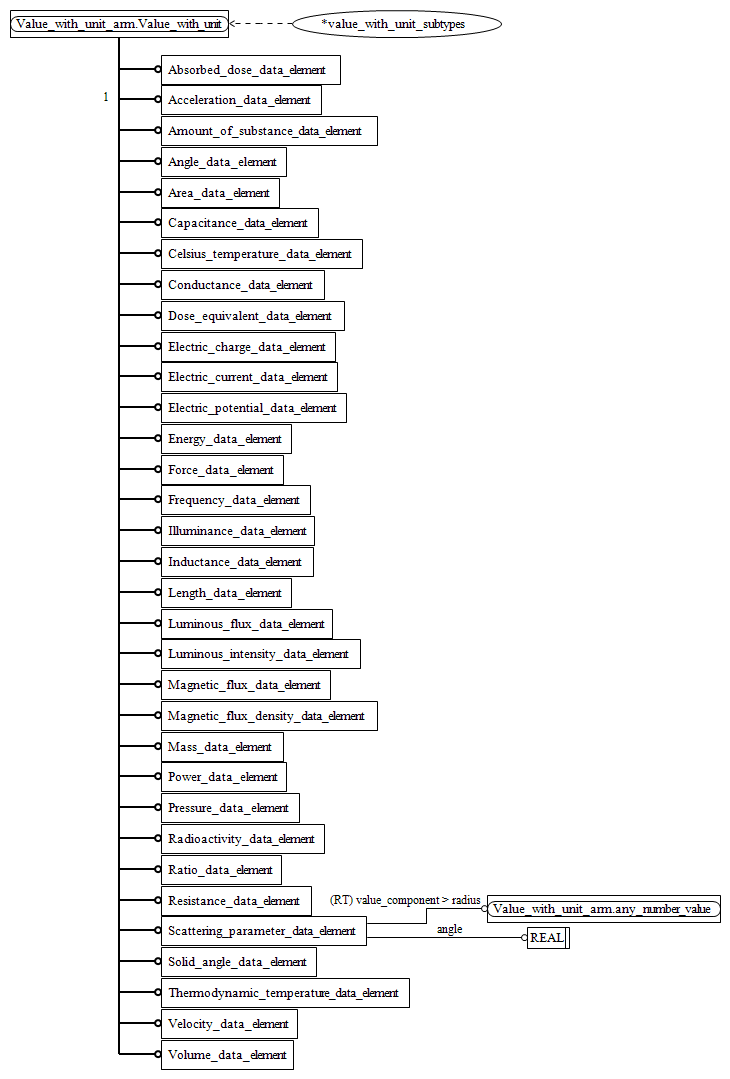 Value_with_unit_arm.Value_with_unit
*value_with_unit_subtypes
Absorbed_dose_data_element
1
Acceleration_data_element
Amount_of_substance_data_element
Angle_data_element
Area_data_element
Capacitance_data_element
Celsius_temperature_data_element
Conductance_data_element
Dose_equivalent_data_element
Electric_charge_data_element
Electric_current_data_element
Electric_potential_data_element
Energy_data_element
Force_data_element
Frequency_data_element
Illuminance_data_element
Inductance_data_element
Length_data_element
Luminous_flux_data_element
Luminous_intensity_data_element
Magnetic_flux_data_element
Magnetic_flux_density_data_element
Mass_data_element
Power_data_element
Pressure_data_element
Radioactivity_data_element
Ratio_data_element
Resistance_data_element
(RT) value_component > radius
Value_with_unit_arm.any_number_value
Scattering_parameter_data_element
angle
REAL
Solid_angle_data_element
Thermodynamic_temperature_data_element
Velocity_data_element
Volume_data_element